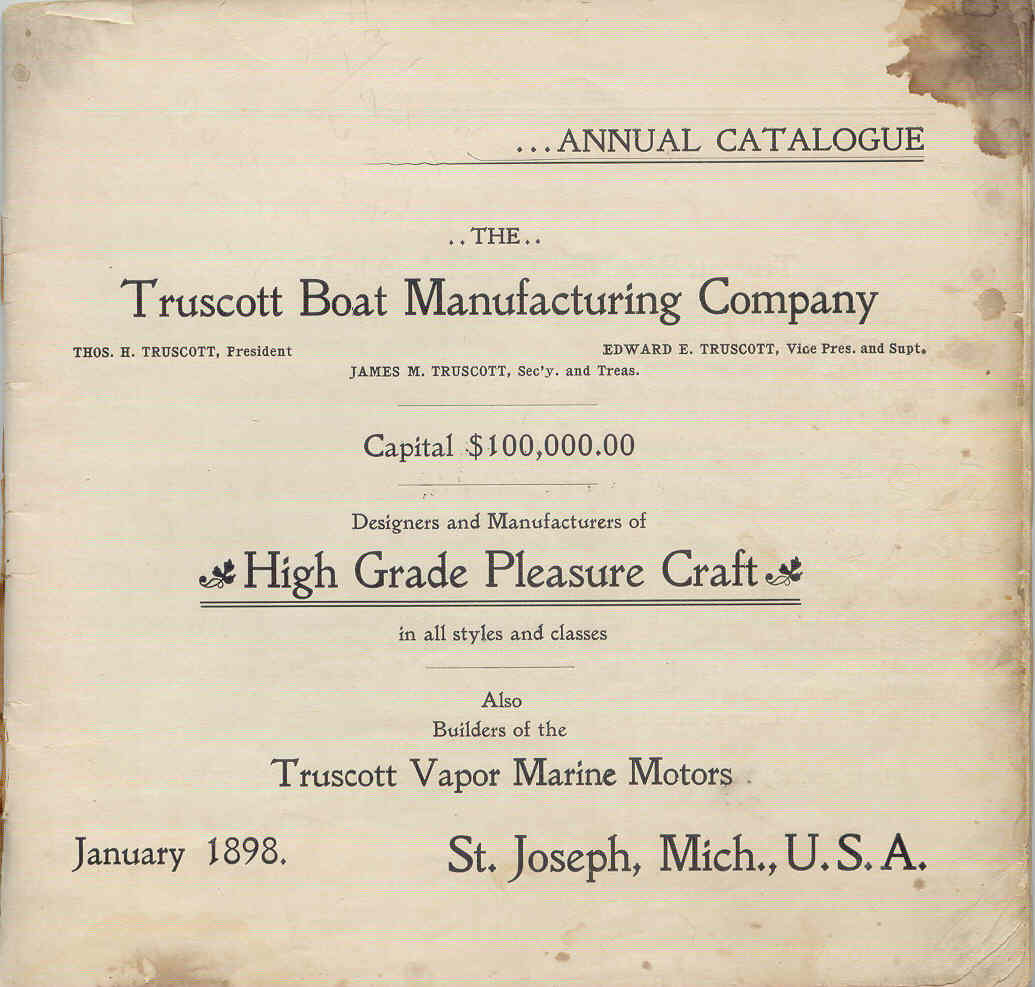 ...ANNUAL CATALOGUE
..THE..
Truscott Boat Manufacturing Company
THOS. H. TRUSCOTT, President
EDWARD E. TRUSCOTT, Vice Pres. and Supt.
JAMES M. TRUSCOTT, Sec'y. and Treas.
Capital $100,000.00
Designers and Manufacturers of
High Grade Pleasure Craft
in all styles and classes
Also
Builders of the
Truscott Vapor Marine Motors
January 1898.
St. Joseph, Mich., U.S.A.